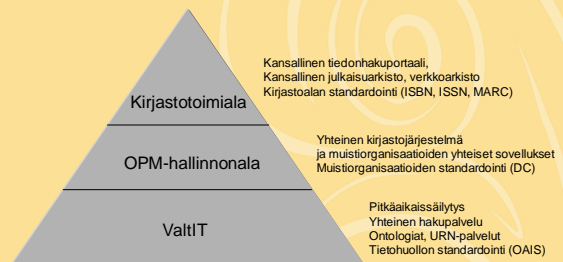 Kansallinen tiedonhakuportaali,
Kansallinen julkaisuarkisto, verkkoarkisto
Kirjastoalan standardointi (ISBN, ISSN, MARC)
Kirjastotoimiala
Yhteinen kirjastojärjestelmä
ja muistiorganisaatioiden yhteiset sovellukset
Muistiorganisaatioiden standardointi (DC)
OPM-hallinnonala
Pitkäaikaissäilytys
Yhteinen hakupalvelu
Ontologiat, URN-palvelut
Tietohuollon standardointi (OAIS)
ValtIT